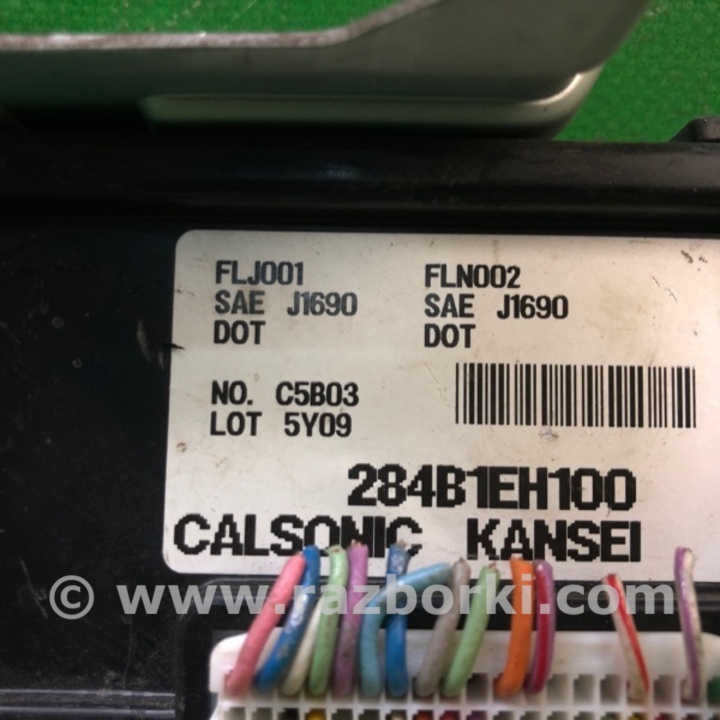 FLJ001 FLN002
SAE J1690 SAE J1690
DOT DOT
NO. C5B03
LOT 5Y09
284B1EH100
CALSONIC KANSEI
© www.razborki.com